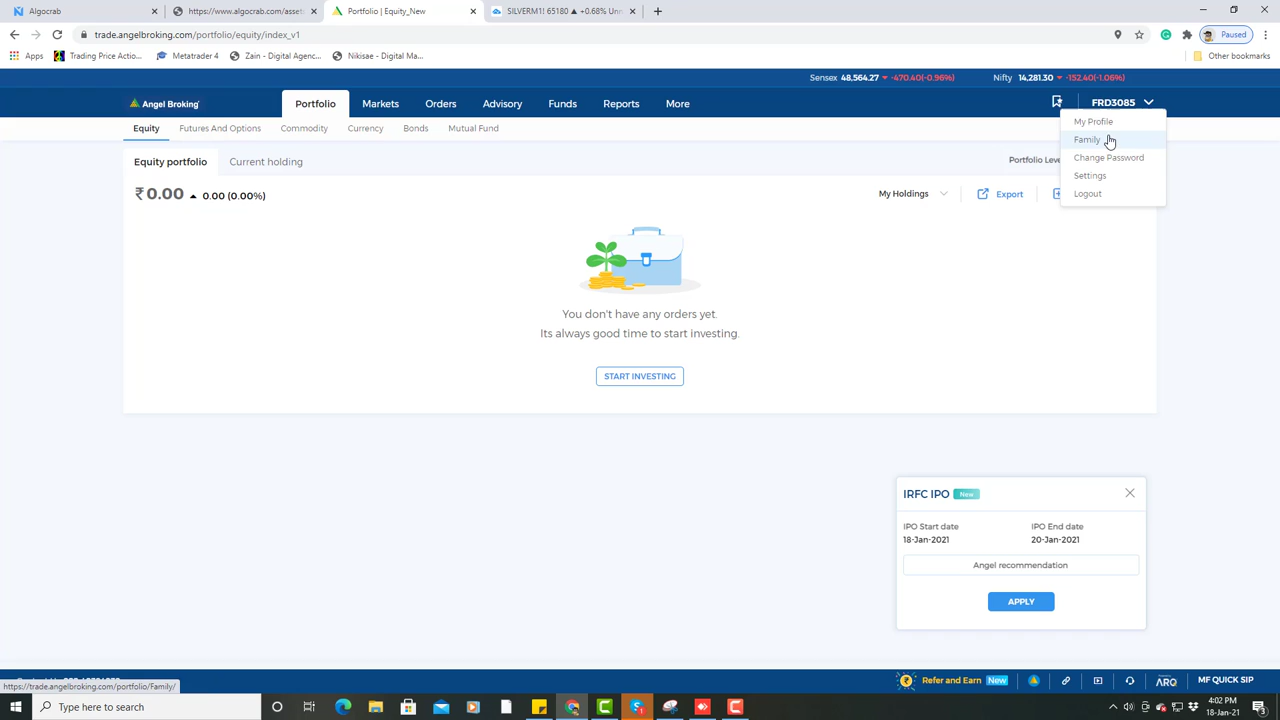 Algocrab
https://www.algocrab.com/asset
Portfolio | Equity_New
SILVERM1! 65180 ▲ +0.68% Unn
trade.angelbroking.com/portfolio/equity/index_v1
Paused
Apps
Trading Price Actio...
Metatrader 4
Zain - Digital Agenc...
Nikisae - Digital Ma...
Other bookmarks
Sensex 48,564.27 ▼ -470.40(-0.96%) Nifty 14,281.30 ▼ -152.40(-1.06%)
Angel Broking Portfolio Markets Orders Advisory Funds Reports More FRD3085
Equity Futures And Options Commodity Currency Bonds Mutual Fund
My Profile
Family
Change Password
Settings
Logout
Equity portfolio Current holding Portfolio Leve
₹0.00 ▲ 0.00 (0.00%) My Holdings Export
You don't have any orders yet.
Its always good time to start investing.
START INVESTING
IRFC IPO New
IPO Start date IPO End date
18-Jan-2021 20-Jan-2021
Angel recommendation
APPLY
https://trade.angelbroking.com/portfolio/Family/
Refer and Earn New ARQ MF QUICK SIP
Type here to search
4:02 PM
18-Jan-21